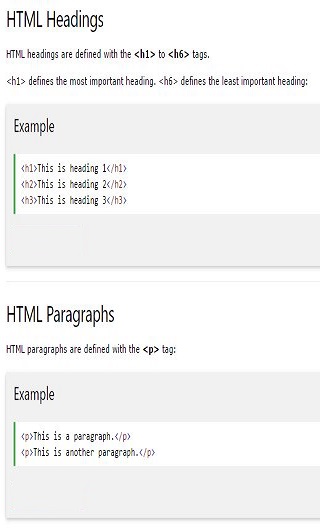 HTML Headings
HTML headings are defined with the <h1> to <h6> tags.
<h1> defines the most important heading. <h6> defines the least important heading:
Example
<h1>This is heading 1</h1>
<h2>This is heading 2</h2>
<h3>This is heading 3</h3>
HTML Paragraphs
HTML paragraphs are defined with the <p> tag:
Example
<p>This is a paragraph.</p>
<p>This is another paragraph.</p>